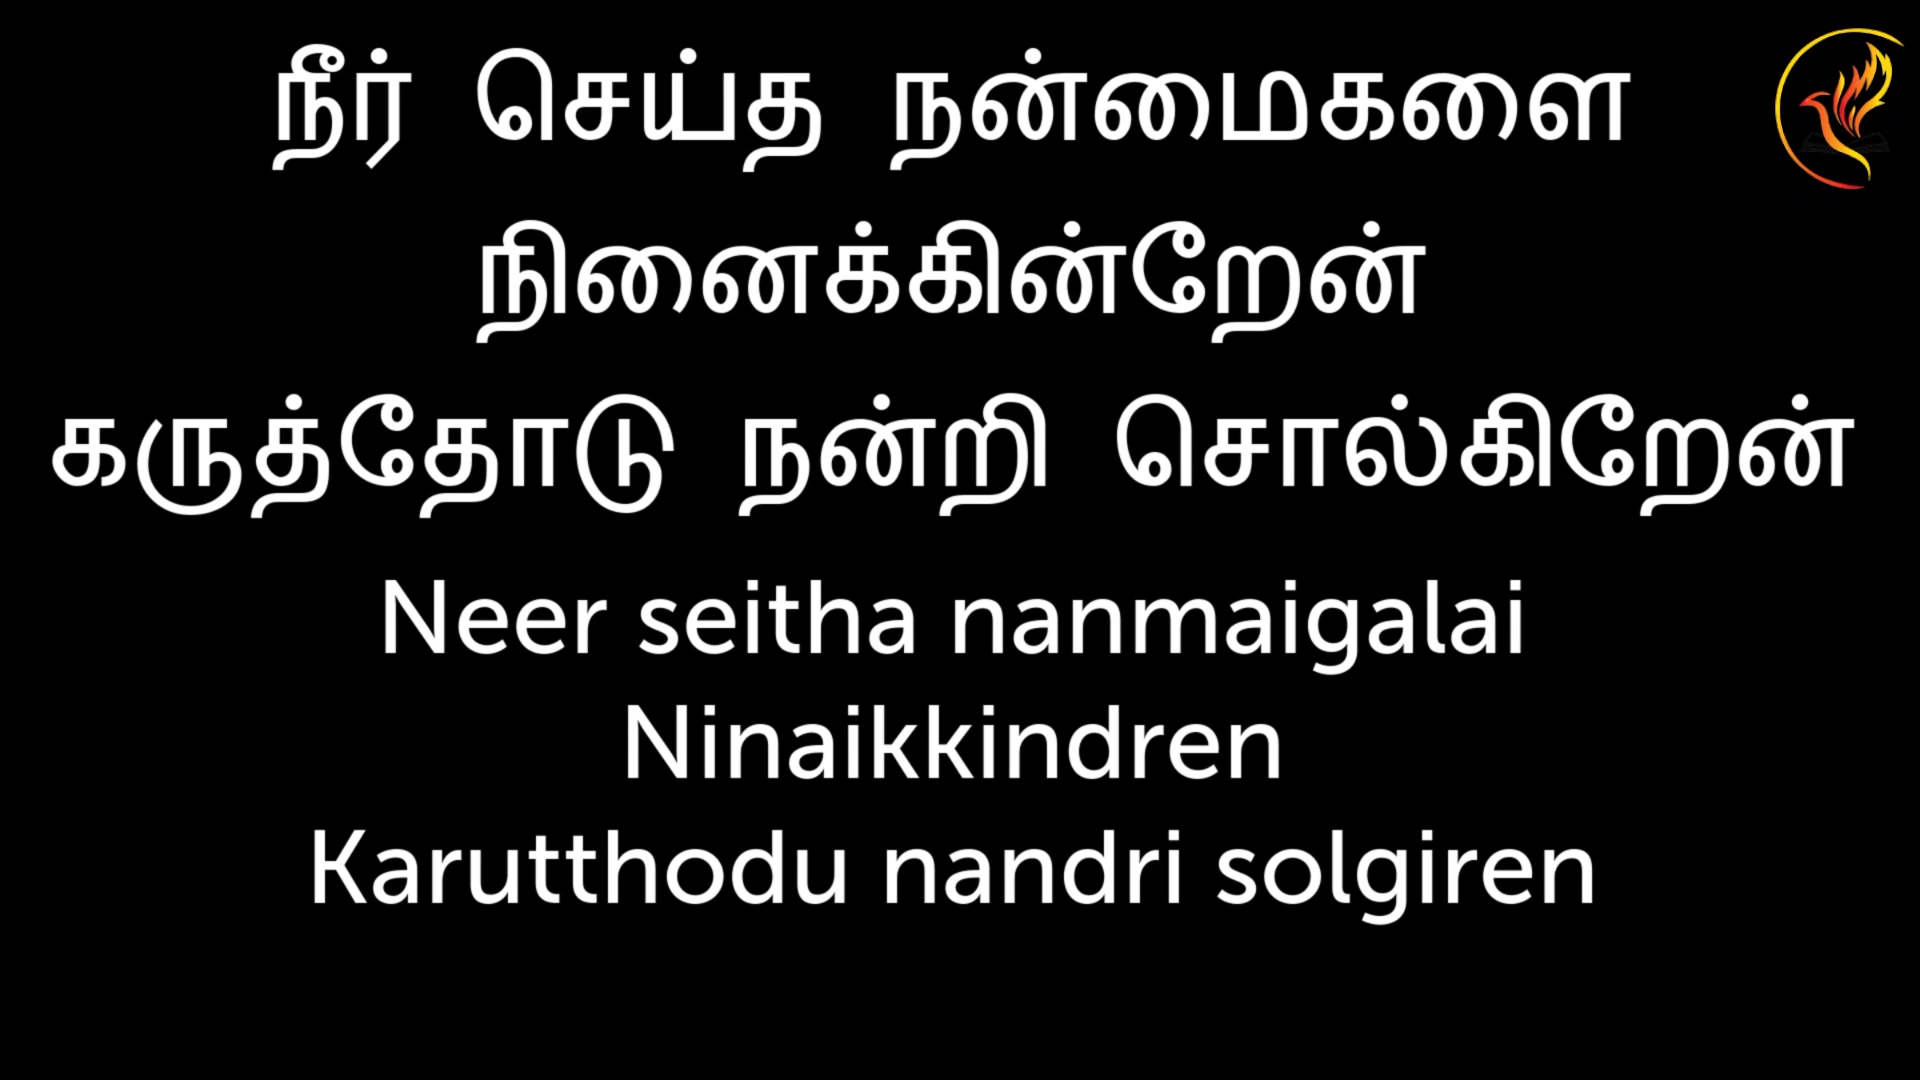 நீர் செய்த நன்மைகளை
நினைக்கின்றேன்
கருத்தோடு நன்றி சொல்கிறேன்
Neer seitha nanmaigalai
Ninaikkindren
Karutthodu nandri solgiren